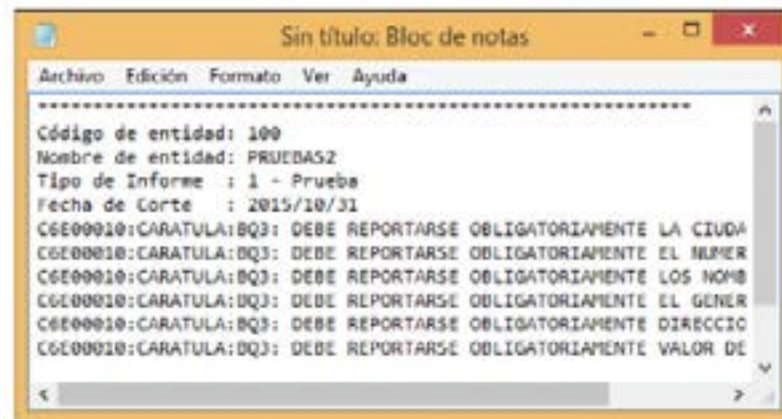 Sin título: Bloc de notas
Archivo Edición Formato Ver Ayuda
Código de entidad: 100
Nombre de entidad: PRUEBAS2
Tipo de Informe : 1 - Prueba
Fecha de Corte : 2015/10/31
C6E00010:CARATULA:BQ3: DEBE REPORTARSE OBLIGATORIAMENTE LA CIUDA
C6E00010:CARATULA:BQ3: DEBE REPORTARSE OBLIGATORIAMENTE EL NUMER
C6E00010:CARATULA:BQ3: DEBE REPORTARSE OBLIGATORIAMENTE LOS NOMB
C6E00010:CARATULA:BQ3: DEBE REPORTARSE OBLIGATORIAMENTE EL GENER
C6E00010:CARATULA:BQ3: DEBE REPORTARSE OBLIGATORIAMENTE DIRECCIO
C6E00010:CARATULA:BQ3: DEBE REPORTARSE OBLIGATORIAMENTE VALOR DE